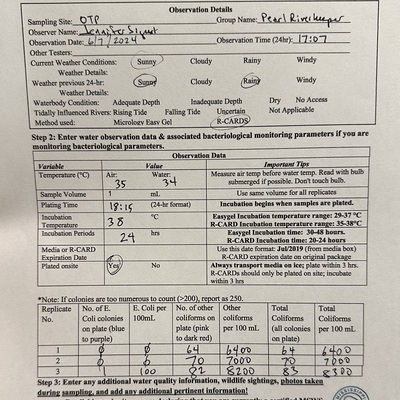 Observation Details
Sampling Site: OTP Group Name: Pearl Riverkeeper
Observer Name: Jennifer
Observation Date: 6/7/2024 Observation Time (24hr): 17:07
Other Testers:
Current Weather Conditions: Sunny Cloudy Rainy Windy
Weather Details:
Weather previous 24-hr: Sunny Cloudy Rainy Windy
Weather Details:
Waterbody Condition: Adequate Depth Inadequate Depth Dry No Access
Tidally Influenced Rivers: Rising Tide Falling Tide Uncertain Not Applicable
Method used: Microlozy Easy Gel R-CARDS
Step 2: Enter water observation data & associated bacteriological monitoring parameters if you are
monitoring bacteriological parameters.
Observation Data
Variable Value Important Tips
Temperature (°C) Air: 35 Water: 34 Measure air temp before water temp. Read with bulb
submerged if possible. Don't touch bulb.
Sample Volume 1 mL Use same volume for all replicates
Plating Time 18:15 (24-hr format) Incubation begins when samples are plated.
Incubation Temperature 38 °C Easygel Incubation temperature range: 29-37 °C
R-CARD Incubation temperature range: 35-38°C
Incubation Periods 24 hrs Easygel Incubation time: 30-48 hours.
R-CARD Incubation time: 20-24 hours
Media or R-CARD Expiration Date Use this date format: Jul/2019 (from media box)
R-CARD expiration date on original package
Plated onsite Yes No Always transport media on ice; plate within 3 hrs.
R-CARDs should only be plated on site; incubate
within 3 hrs
*Note: If colonies are too numerous to count (>200), report as 250.
Replicate No. No. of E. Coli colonies on plate (blue to purple) E. Coli per 100mL No. of other coliforms on plate (pink to dark red) Other coliforms per 100 mL Total Coliforms (all colonies on plate) Total Coliforms per 100 mL
1 0 0 64 6400 64 6400
2 0 0 70 7000 70 7000
3 1 100 82 8200 83 8300
Step 3: Enter any additional water quality information, wildlife sightings, photos taken
during sampling, and add any additional pertinent information!